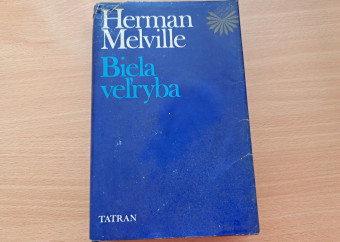 Herman
Melville
Biela
veľryba
TATRAN